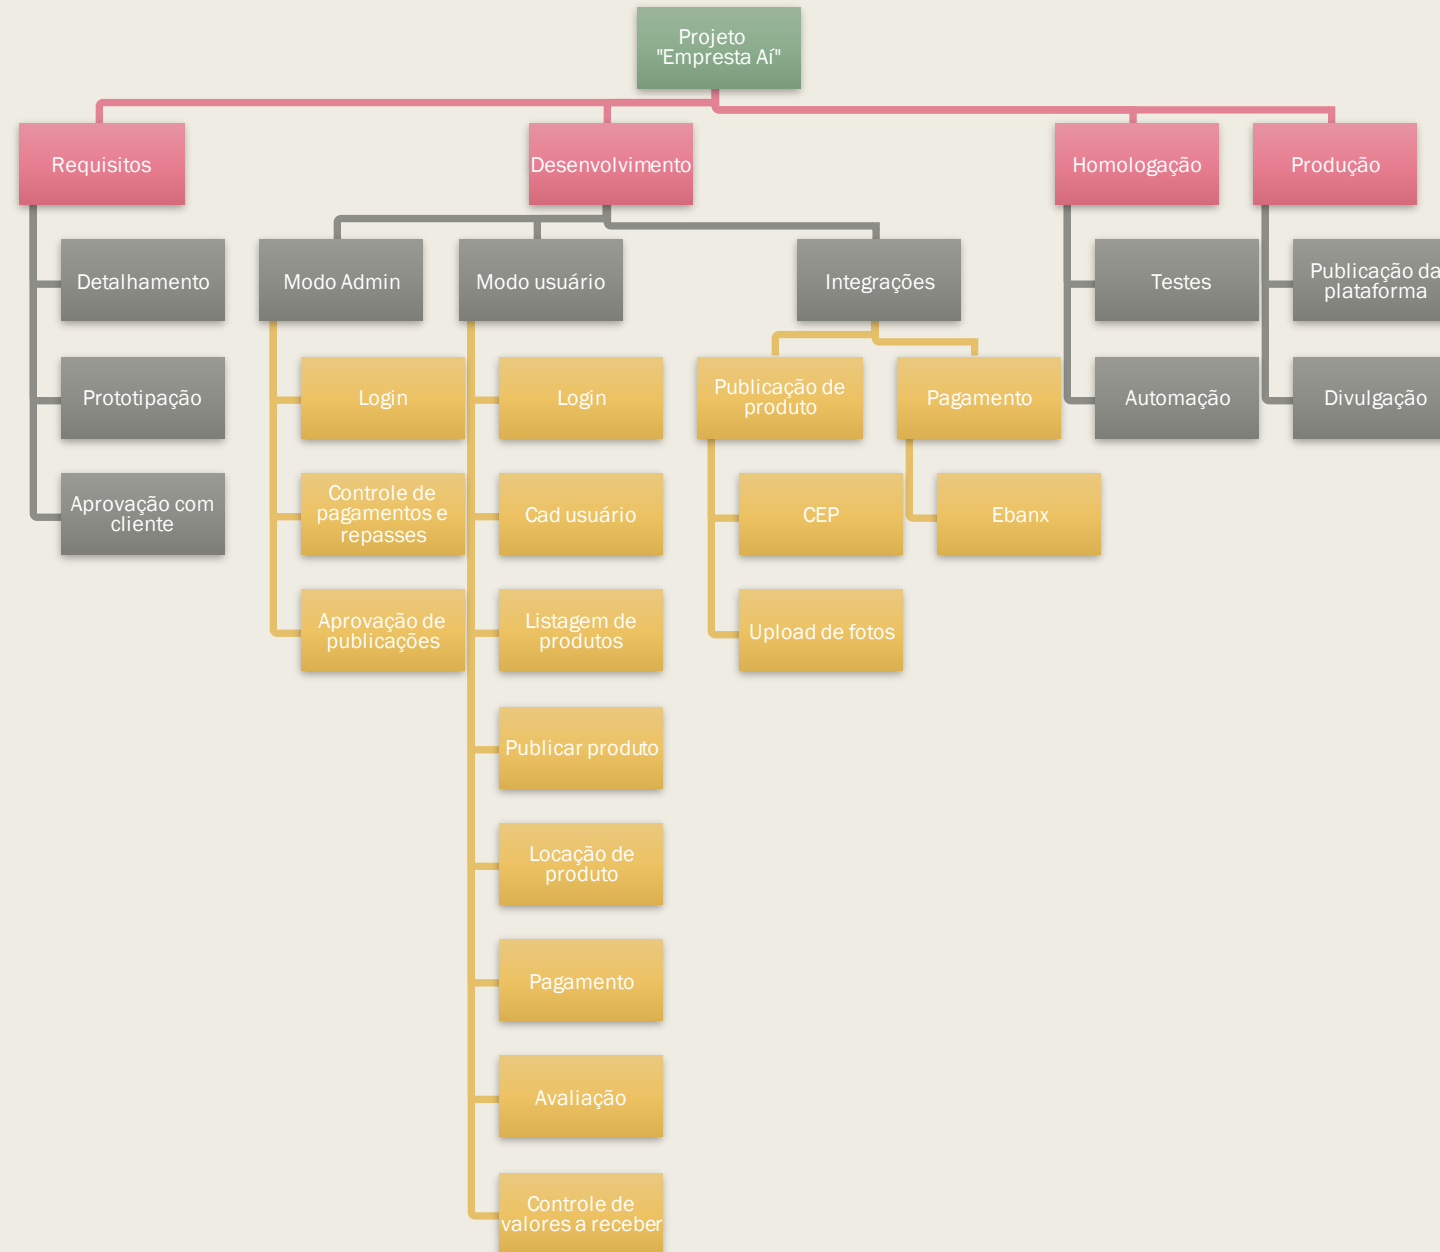 Projeto
"Empresta Aí"
Requisitos
Desenvolvimento
Homologação
Produção
Detalhamento
Modo Admin
Modo usuário
Integrações
Testes
Publicação da
plataforma
Prototipação
Login
Login
Publicação de
produto
Pagamento
Automação
Divulgação
Aprovação com
cliente
Controle de
pagamentos e
repasses
Cad usuário
CEP
Ebanx
Aprovação de
publicações
Listagem de
produtos
Upload de fotos
Publicar produto
Locação de
produto
Pagamento
Avaliação
Controle de
valores a receber